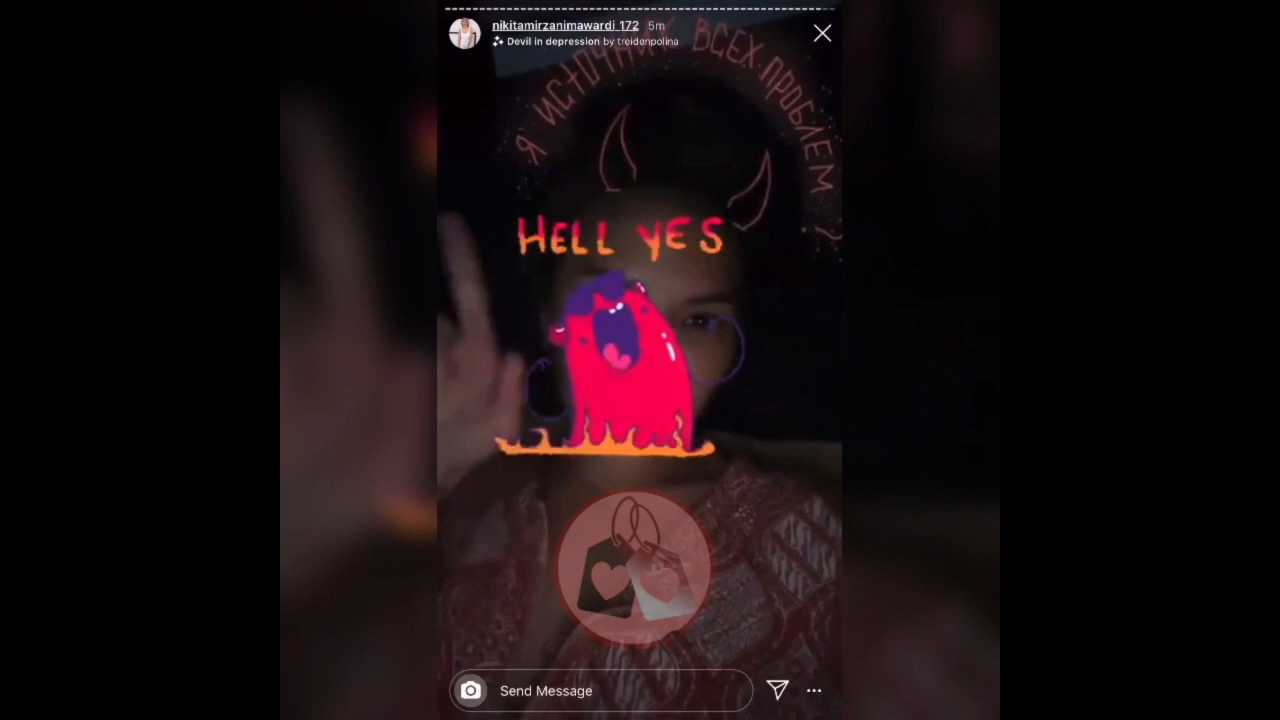 nikitamirzanimawardi_172 5m
Devil in depression by treidenpolina
Я ИСТОЧНИК ВСЕХ ПРОБЛЕМ ?
HELL YES
Send Message